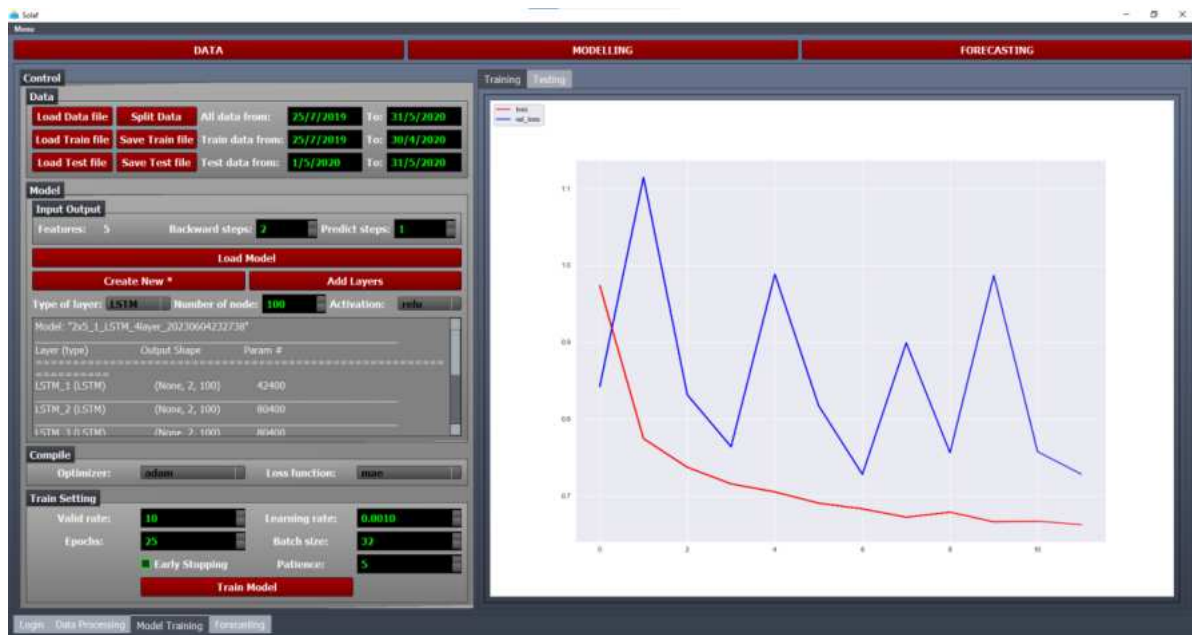 Solaf
Menu
DATA MODELLING FORECASTING
Control
Data
Load Data file Split Data All data from: 25/7/2019 To: 31/5/2020
Load Train file Save Train file Train data from: 25/7/2019 To: 30/4/2020
Load Test file Save Test file Test data from: 1/5/2020 To: 31/5/2020
Model
Input Output
Features: 5 Backward steps: 2 Predict steps: 1
Load Model
Create New * Add Layers
Type of layer: LSTM Number of node: 100 Activation: relu
Model: "2x5_1_LSTM_4layer_20230604232738"
Layer (type) Output Shape Param #
LSTM_1 (LSTM) (None, 2, 100) 42400
LSTM_2 (LSTM) (None, 2, 100) 80400
LSTM_3 (LSTM) (None, 2, 100) 80400
Compile
Optimizer: adam Loss function: mae
Train Setting
Valid rate: 10 Learning rate: 0.0010
Epochs: 25 Batch size: 32
Early Stopping Patience: 5
Train Model
Login Data Processing Model Training Forecasting
Training Testing
loss
val_loss
1.1
1.0
0.9
0.8
0.7
0 2 4 6 8 10